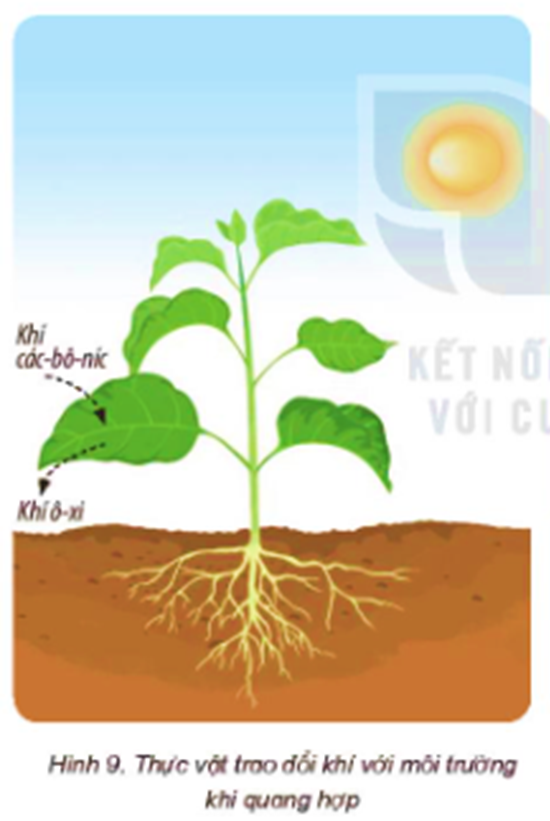 Khí
các-bô-níc
KẾT NỐ
VỚI CU
Khí ô-xi
Hình 9. Thực vật trao đổi khí với môi trường
khi quang hợp